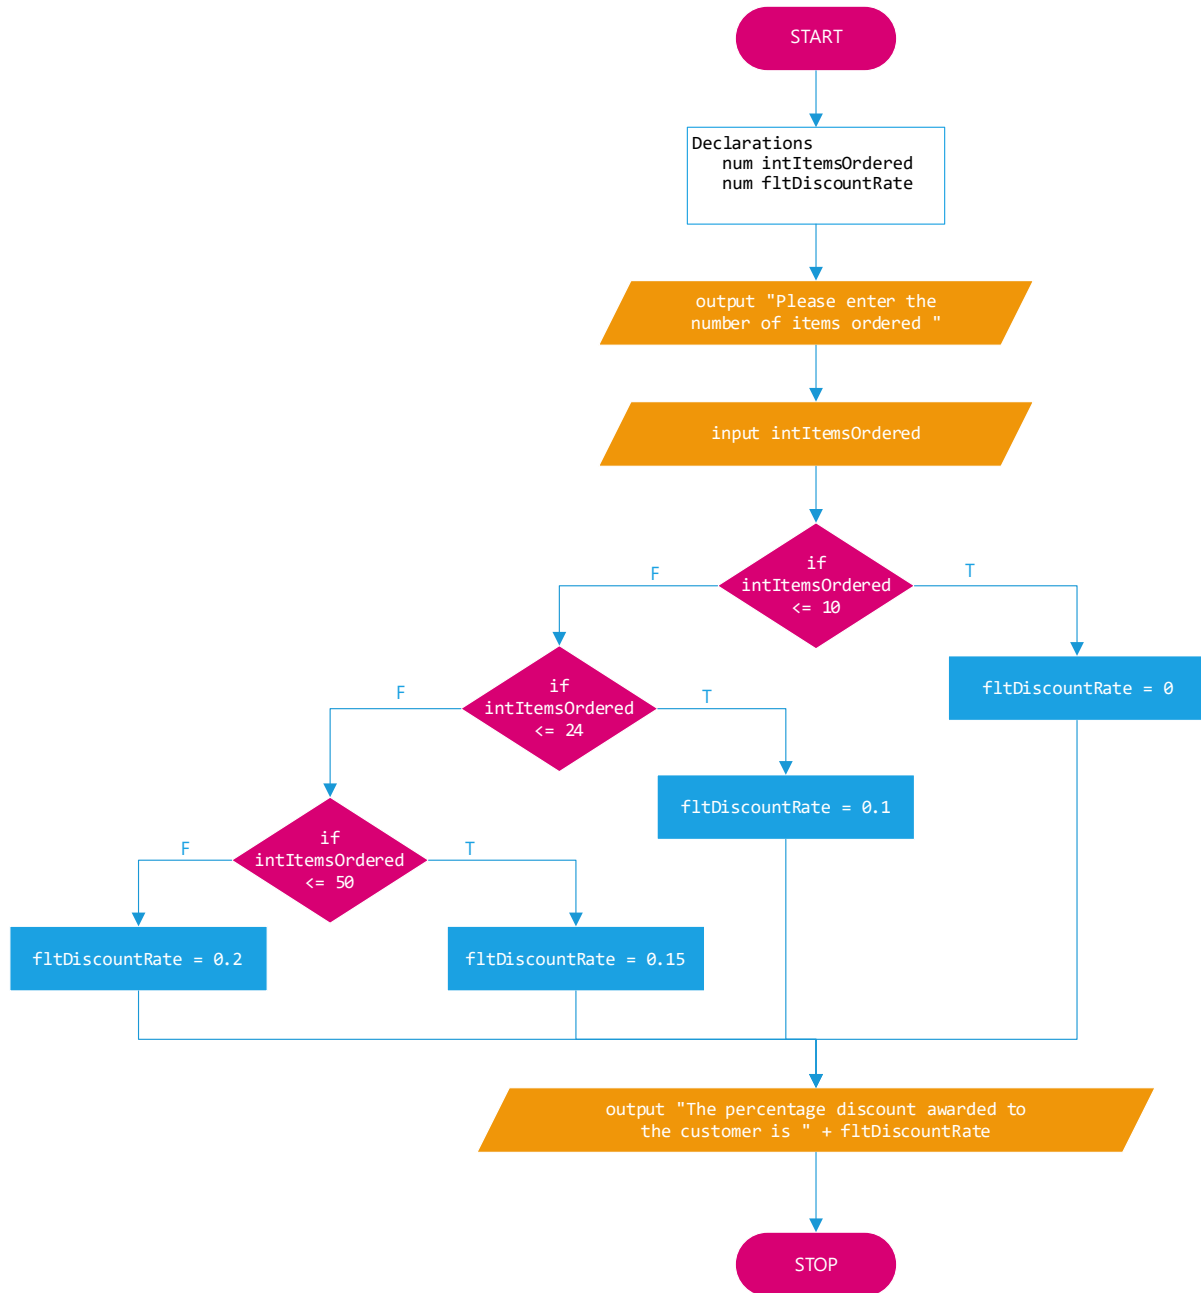 START
Declarations
num intItemsOrdered
num fltDiscountRate
output "Please enter the
number of items ordered "
input intItemsOrdered
if
intItemsOrdered
<= 10
F
T
fltDiscountRate = 0
if
intItemsOrdered
<= 24
F
T
fltDiscountRate = 0.1
if
intItemsOrdered
<= 50
F
T
fltDiscountRate = 0.2
fltDiscountRate = 0.15
output "The percentage discount awarded to
the customer is " + fltDiscountRate
STOP